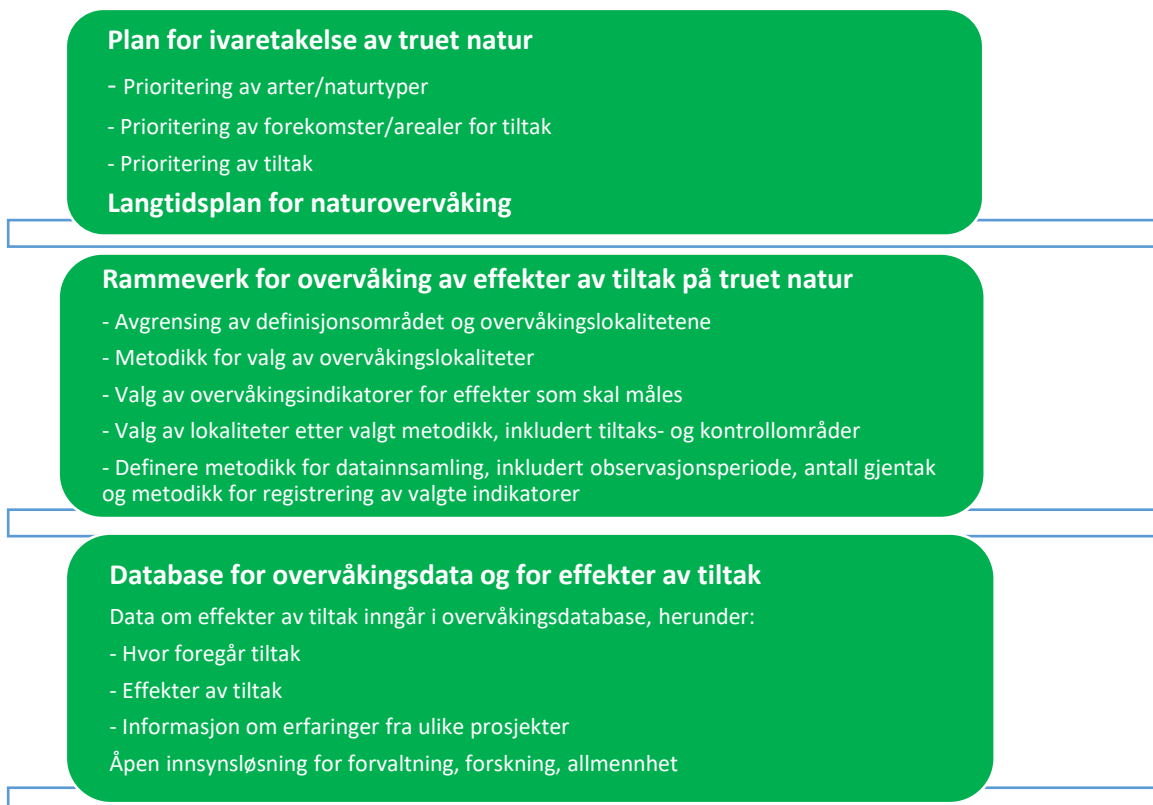 Plan for ivaretakelse av truet natur
- Prioritering av arter/naturtyper
- Prioritering av forekomster/arealer for tiltak
- Prioritering av tiltak
Langtidsplan for naturovervåking
Rammeverk for overvåking av effekter av tiltak på truet natur
- Avgrensing av definisjonsområdet og overvåkingslokalitetene
- Metodikk for valg av overvåkingslokaliteter
- Valg av overvåkingsindikatorer for effekter som skal måles
- Valg av lokaliteter etter valgt metodikk, inkludert tiltaks- og kontrollområder
- Definere metodikk for datainnsamling, inkludert observasjonsperiode, antall gjentak
og metodikk for registrering av valgte indikatorer
Database for overvåkingsdata og for effekter av tiltak
Data om effekter av tiltak inngår i overvåkingsdatabase, herunder:
- Hvor foregår tiltak
- Effekter av tiltak
- Informasjon om erfaringer fra ulike prosjekter
Åpen innsynsløsning for forvaltning, forskning, allmennhet